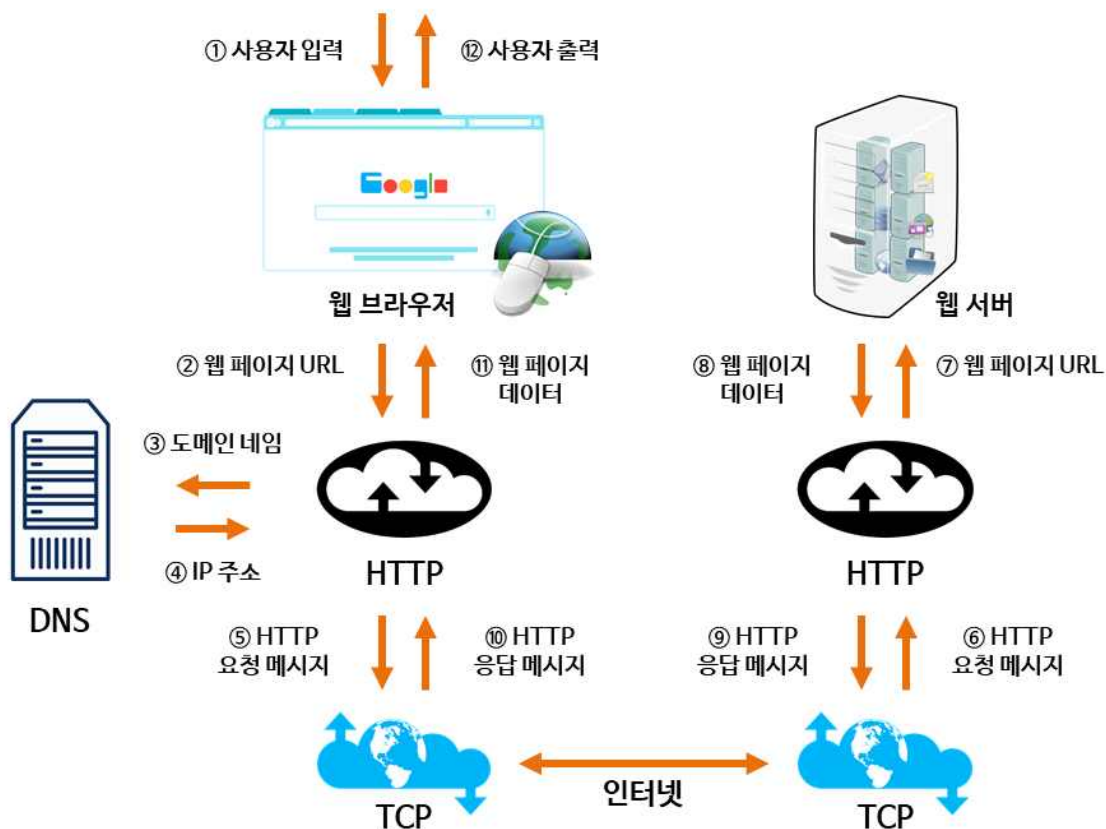 ① 사용자 입력
⑫ 사용자 출력
Google
웹 브라우저
웹 서버
② 웹 페이지 URL
⑪ 웹 페이지
데이터
⑧ 웹 페이지
데이터
⑦ 웹 페이지 URL
③ 도메인 네임
④ IP 주소
DNS
HTTP
HTTP
⑤ HTTP
요청 메시지
⑩ HTTP
응답 메시지
⑨ HTTP
응답 메시지
⑥ HTTP
요청 메시지
인터넷
TCP
TCP